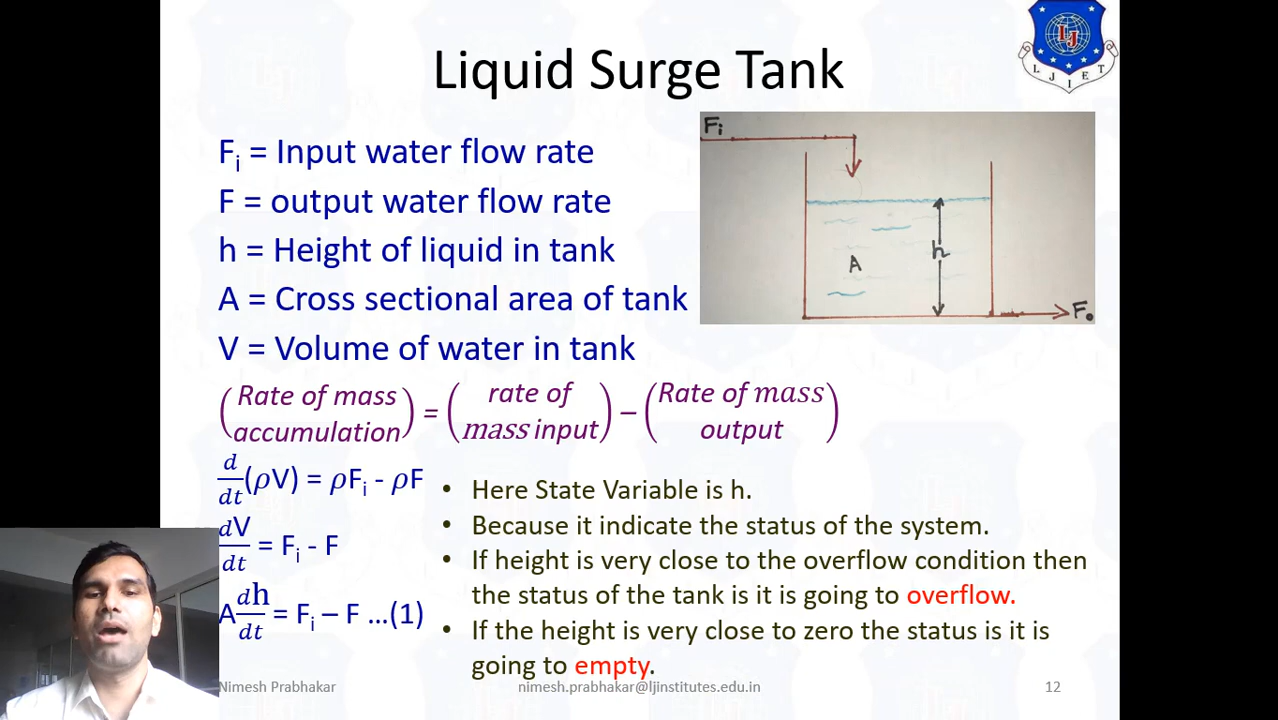 Liquid Surge Tank
LJ
L J I E T
Fi = Input water flow rate
F = output water flow rate
h = Height of liquid in tank
A = Cross sectional area of tank
V = Volume of water in tank
Fi
A
h
Fo
(Rate of mass accumulation) = (rate of mass input) − (Rate of mass output)
d/dt(ρV) = ρFi - ρF
dV/dt = Fi - F
A dh/dt = Fi – F ...(1)
• Here State Variable is h.
• Because it indicate the status of the system.
• If height is very close to the overflow condition then
the status of the tank is it is going to overflow.
• If the height is very close to zero the status is it is
going to empty.
Nimesh Prabhakar
nimesh.prabhakar@ljinstitutes.edu.in
12